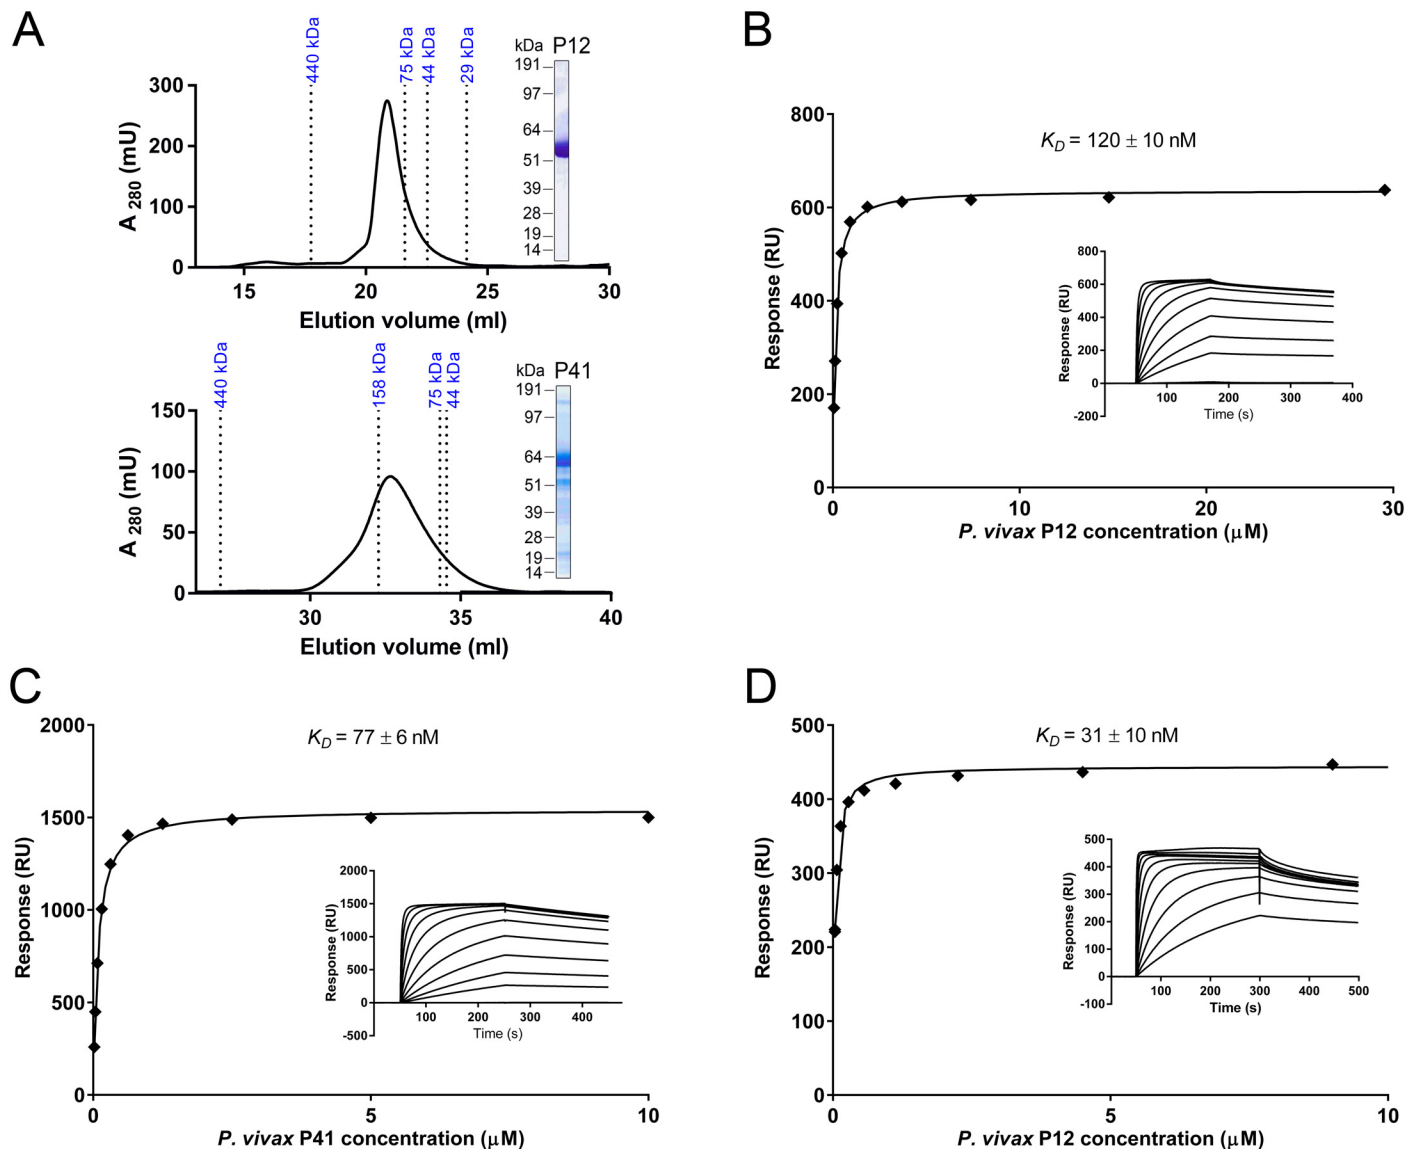 A
440 kDa
75 kDa
44 kDa
29 kDa
kDa P12
191
97
64
51
39
28
19
14
300
200
100
0
A 280 (mU)
15 20 25 30
Elution volume (ml)
440 kDa
158 kDa
75 kDa
44 kDa
kDa P41
191
97
64
51
39
28
19
14
150
100
50
0
A 280 (mU)
30 35 40
Elution volume (ml)
B
K_D = 120 ± 10 nM
800
600
400
200
0
Response (RU)
0 10 20 30
P. vivax P12 concentration (µM)
800
600
400
200
0
-200
Response (RU)
100 200 300 400
Time (s)
C
K_D = 77 ± 6 nM
2000
1500
1000
500
0
Response (RU)
0 5 10
P. vivax P41 concentration (µM)
2000
1500
1000
500
0
-500
Response (RU)
100 200 300 400
Time (s)
D
K_D = 31 ± 10 nM
500
400
300
200
100
0
Response (RU)
0 5 10
P. vivax P12 concentration (µM)
500
400
300
200
100
0
-100
Response (RU)
100 200 300 400 500
Time (s)